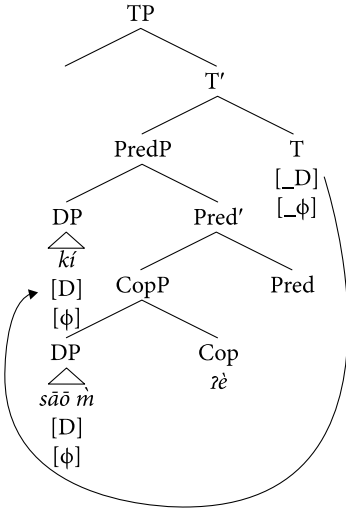 TP
T′
PredP T
[_D]
DP Pred′ [_ϕ]
kí
[D] CopP Pred
[ϕ]
DP Cop
sāō m̀ ʔè
[D]
[ϕ]